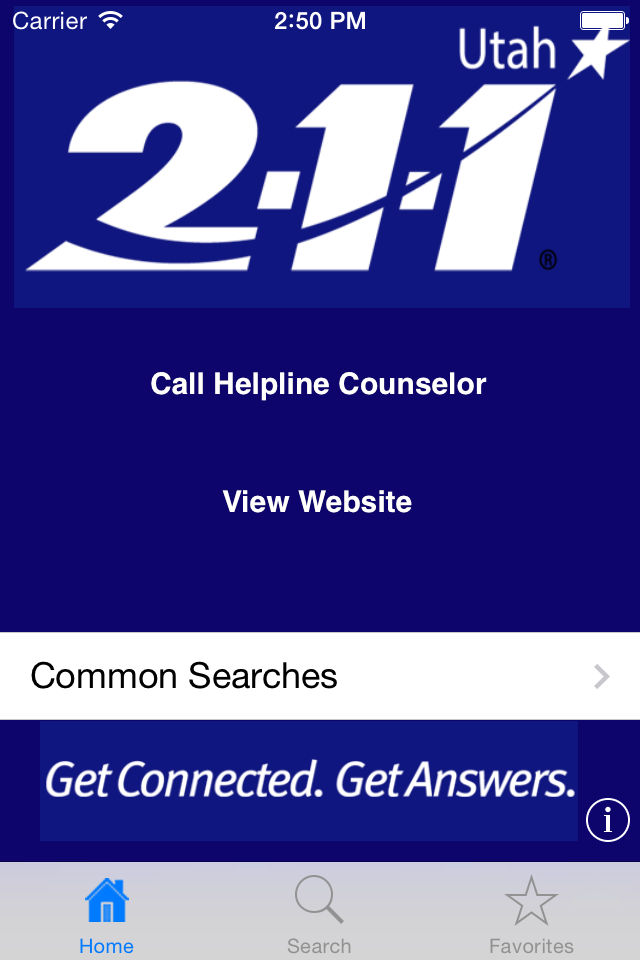 Carrier 2:50 PM
Utah
2-1-1 ®
Call Helpline Counselor
View Website
Common Searches
Get Connected. Get Answers.
i
Home Search Favorites